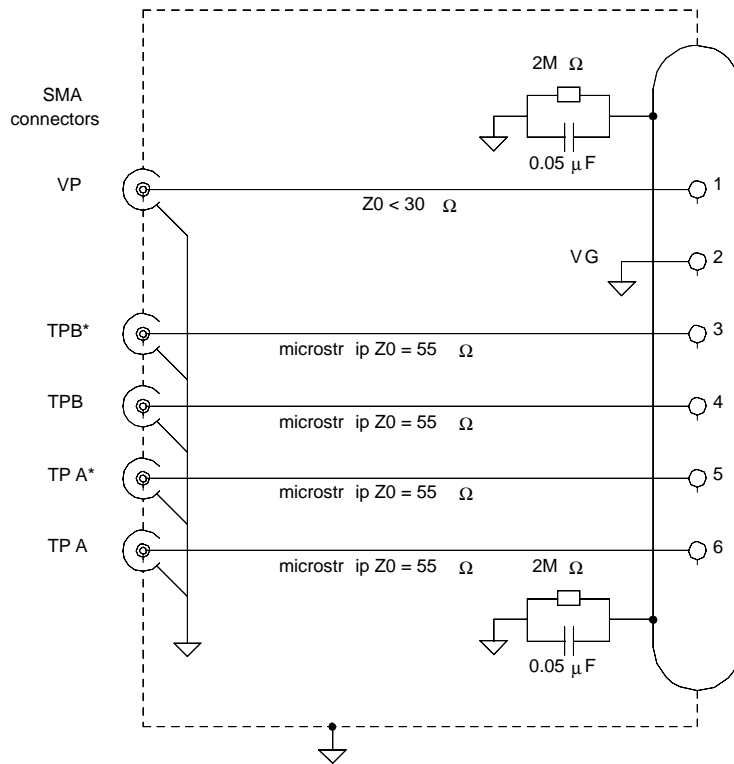 2M Ω
SMA
connectors
0.05 μF
VP
1
Z0 < 30 Ω
VG
2
TPB*
3
microstr ip Z0 = 55 Ω
TPB
4
microstr ip Z0 = 55 Ω
TP A*
5
microstr ip Z0 = 55 Ω
TP A
6
microstr ip Z0 = 55 Ω
2M Ω
0.05 μF